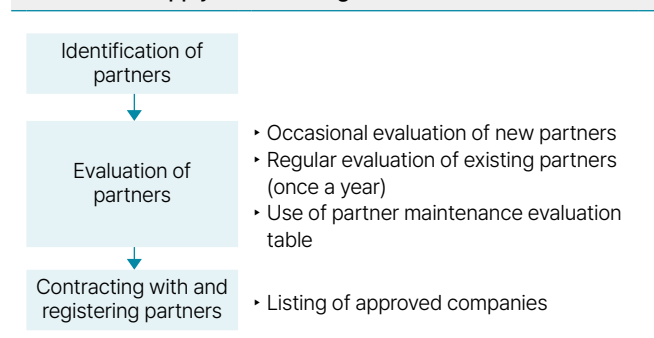 Identification of
partners
Evaluation of
partners
‣ Occasional evaluation of new partners
‣ Regular evaluation of existing partners
(once a year)
‣ Use of partner maintenance evaluation
table
Contracting with and
registering partners
‣ Listing of approved companies